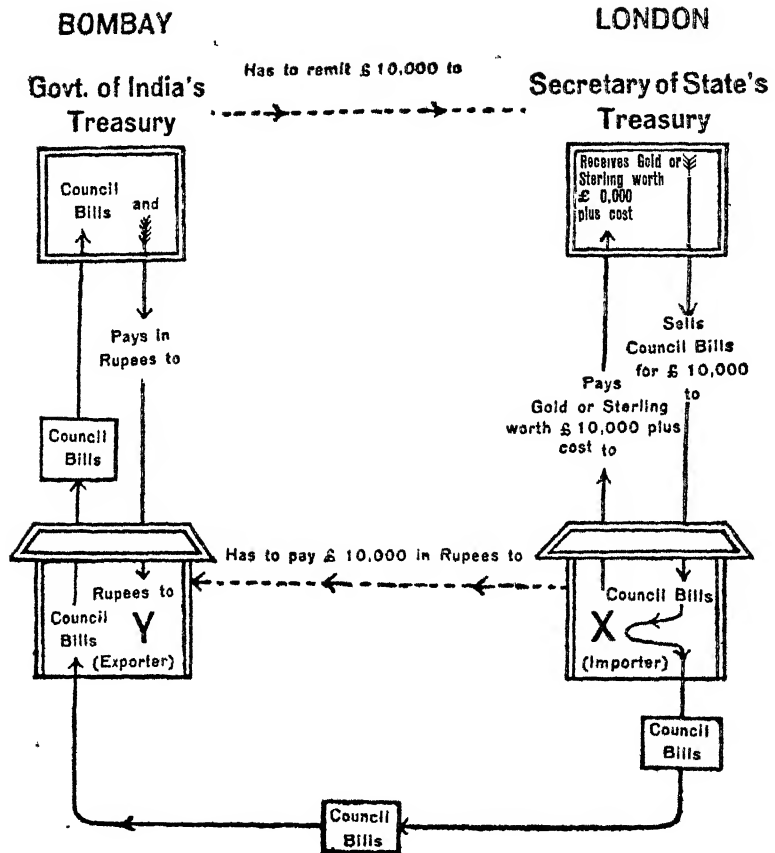 BOMBAY
LONDON
Has to remit £ 10,000 to
Govt. of India's
Treasury
Secretary of State's
Treasury
Council
Bills
and
Receives Gold or
Sterling worth
£ 0,000
plus cost
Pays in
Rupees to
Sells
Council Bills
for £ 10,000
to
Pays
Gold or Sterling
worth £ 10,000 plus
cost to
Council
Bills
Has to pay £ 10,000 in Rupees to
Rupees to
Council
Bills
Y
(Exporter)
Council Bills
X
(Importer)
Council
Bills
Council
Bills